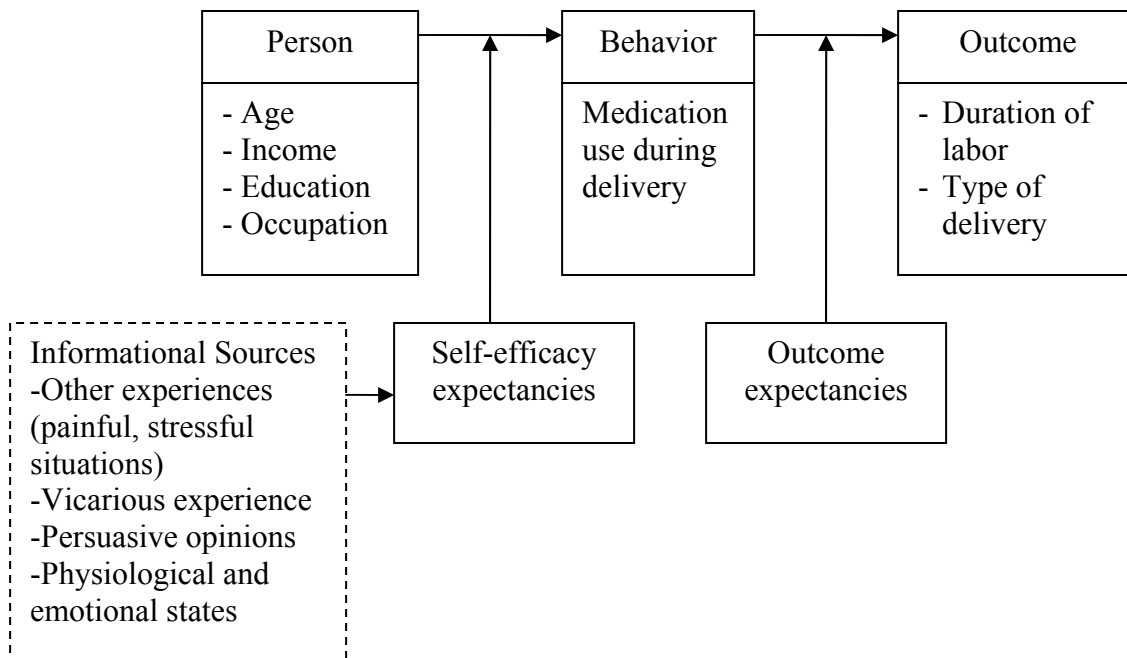 Person
- Age
- Income
- Education
- Occupation
Behavior
Medication
use during
delivery
Outcome
- Duration of
labor
- Type of
delivery
Informational Sources
-Other experiences
(painful, stressful
situations)
-Vicarious experience
-Persuasive opinions
-Physiological and
emotional states
Self-efficacy
expectancies
Outcome
expectancies